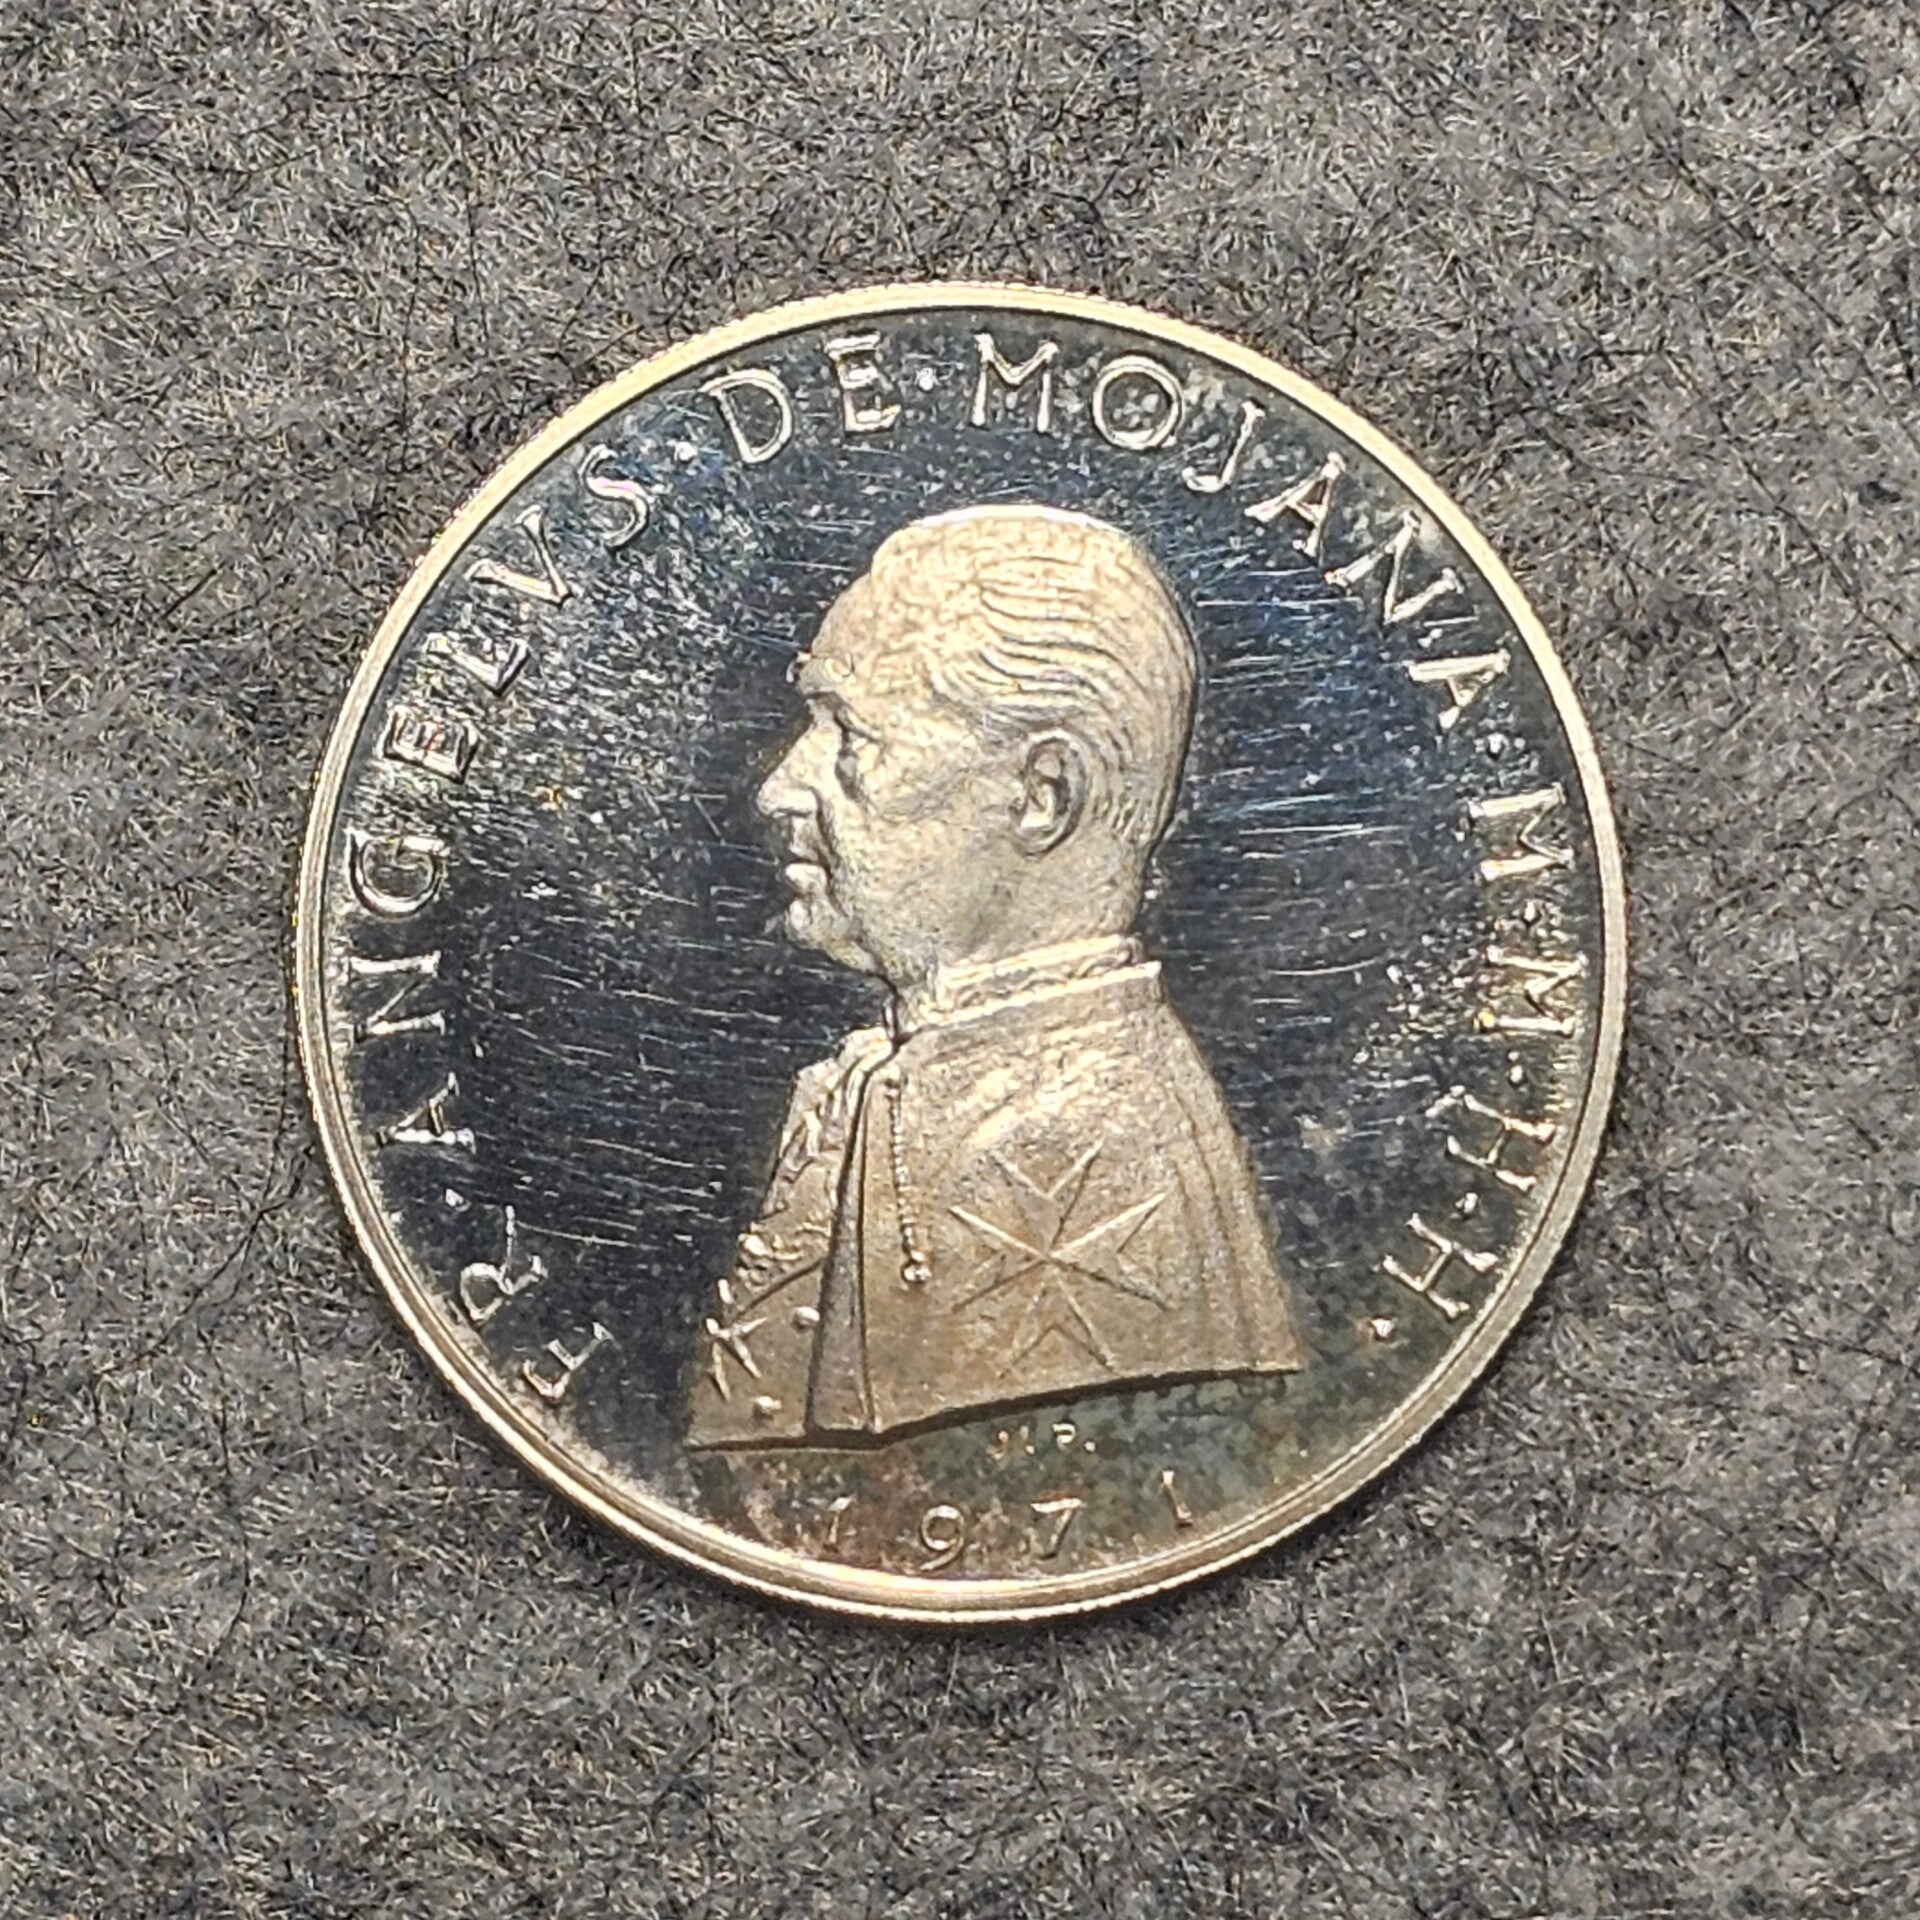 FR · ANGELVS · DE · MOJANA · M · M · H · H ·
1971